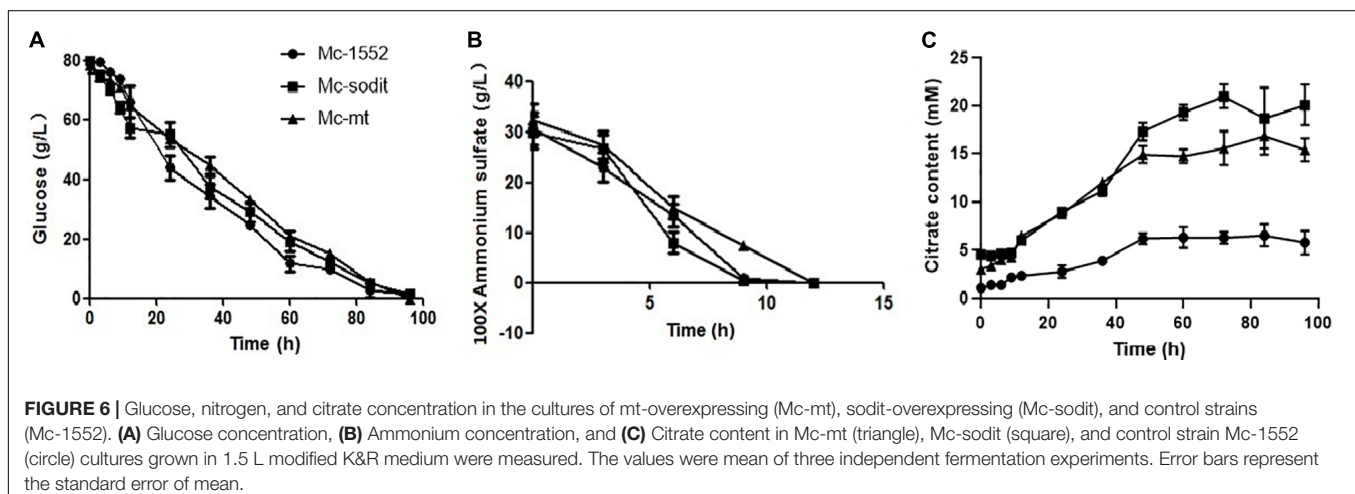 A
Glucose (g/L)
80
60
40
20
0
0 20 40 60 80 100
Time (h)
Mc-1552
Mc-sodit
Mc-mt
B
100X Ammonium sulfate (g/L)
40
30
20
10
0
-10
5 10 15
Time (h)
C
Citrate content (mM)
25
20
15
10
5
0
0 20 40 60 80 100
Time (h)
FIGURE 6 | Glucose, nitrogen, and citrate concentration in the cultures of mt-overexpressing (Mc-mt), sodit-overexpressing (Mc-sodit), and control strains
(Mc-1552). (A) Glucose concentration, (B) Ammonium concentration, and (C) Citrate content in Mc-mt (triangle), Mc-sodit (square), and control strain Mc-1552
(circle) cultures grown in 1.5 L modified K&R medium were measured. The values were mean of three independent fermentation experiments. Error bars represent
the standard error of mean.